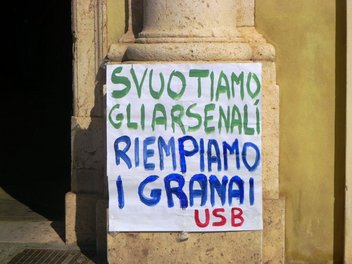 SVUOTIAMO
GLI ARSENALI
RIEMPIAMO
I GRANAI
USB